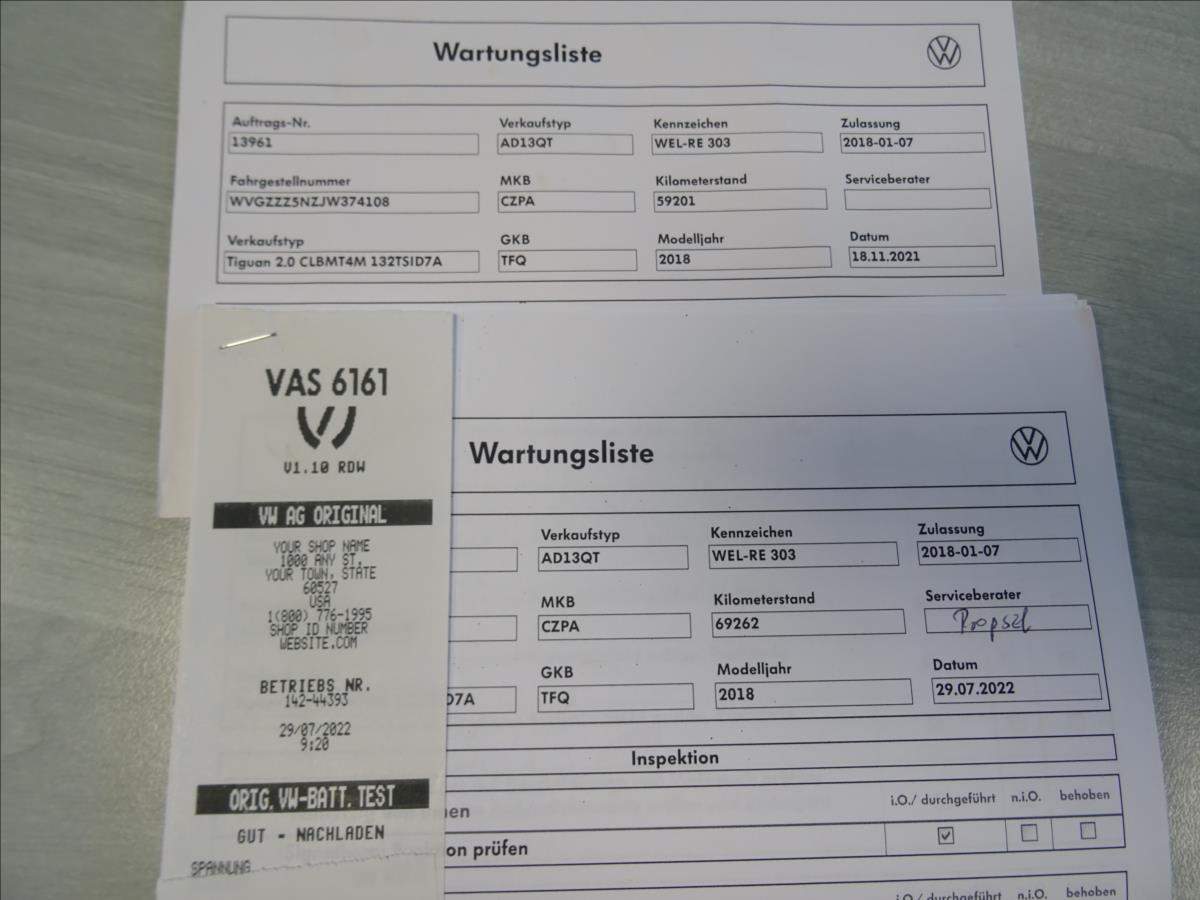 Wartungsliste
Auftrags-Nr. Verkaufstyp Kennzeichen Zulassung
13961 AD13QT WEL-RE 303 2018-01-07
Fahrgestellnummer MKB Kilometerstand Serviceberater
WVGZZZ5NZJW374108 CZPA 59201
Verkaufstyp GKB Modelljahr Datum
Tiguan 2.0 CLBMT4M 132TSID7A TFQ 2018 18.11.2021
VAS 6161
V1.10 RDW
VW AG ORIGINAL
YOUR SHOP NAME
1000 ANY ST.
YOUR TOWN, STATE
60527
USA
1(800) 776-1995
SHOP ID NUMBER
WEBSITE.COM
BETRIEBS NR.
142-44393
29/07/2022
9:20
ORIG.VW-BATT.TEST
GUT - NACHLADEN
SPANNUNG
Wartungsliste
Verkaufstyp Kennzeichen Zulassung
AD13QT WEL-RE 303 2018-01-07
MKB Kilometerstand Serviceberater
CZPA 69262
GKB Modelljahr Datum
D7A TFQ 2018 29.07.2022
Inspektion
en i.O./ durchgeführt n.i.O. behoben
on prüfen
i.O./ durchgeführt n.i.O. behoben